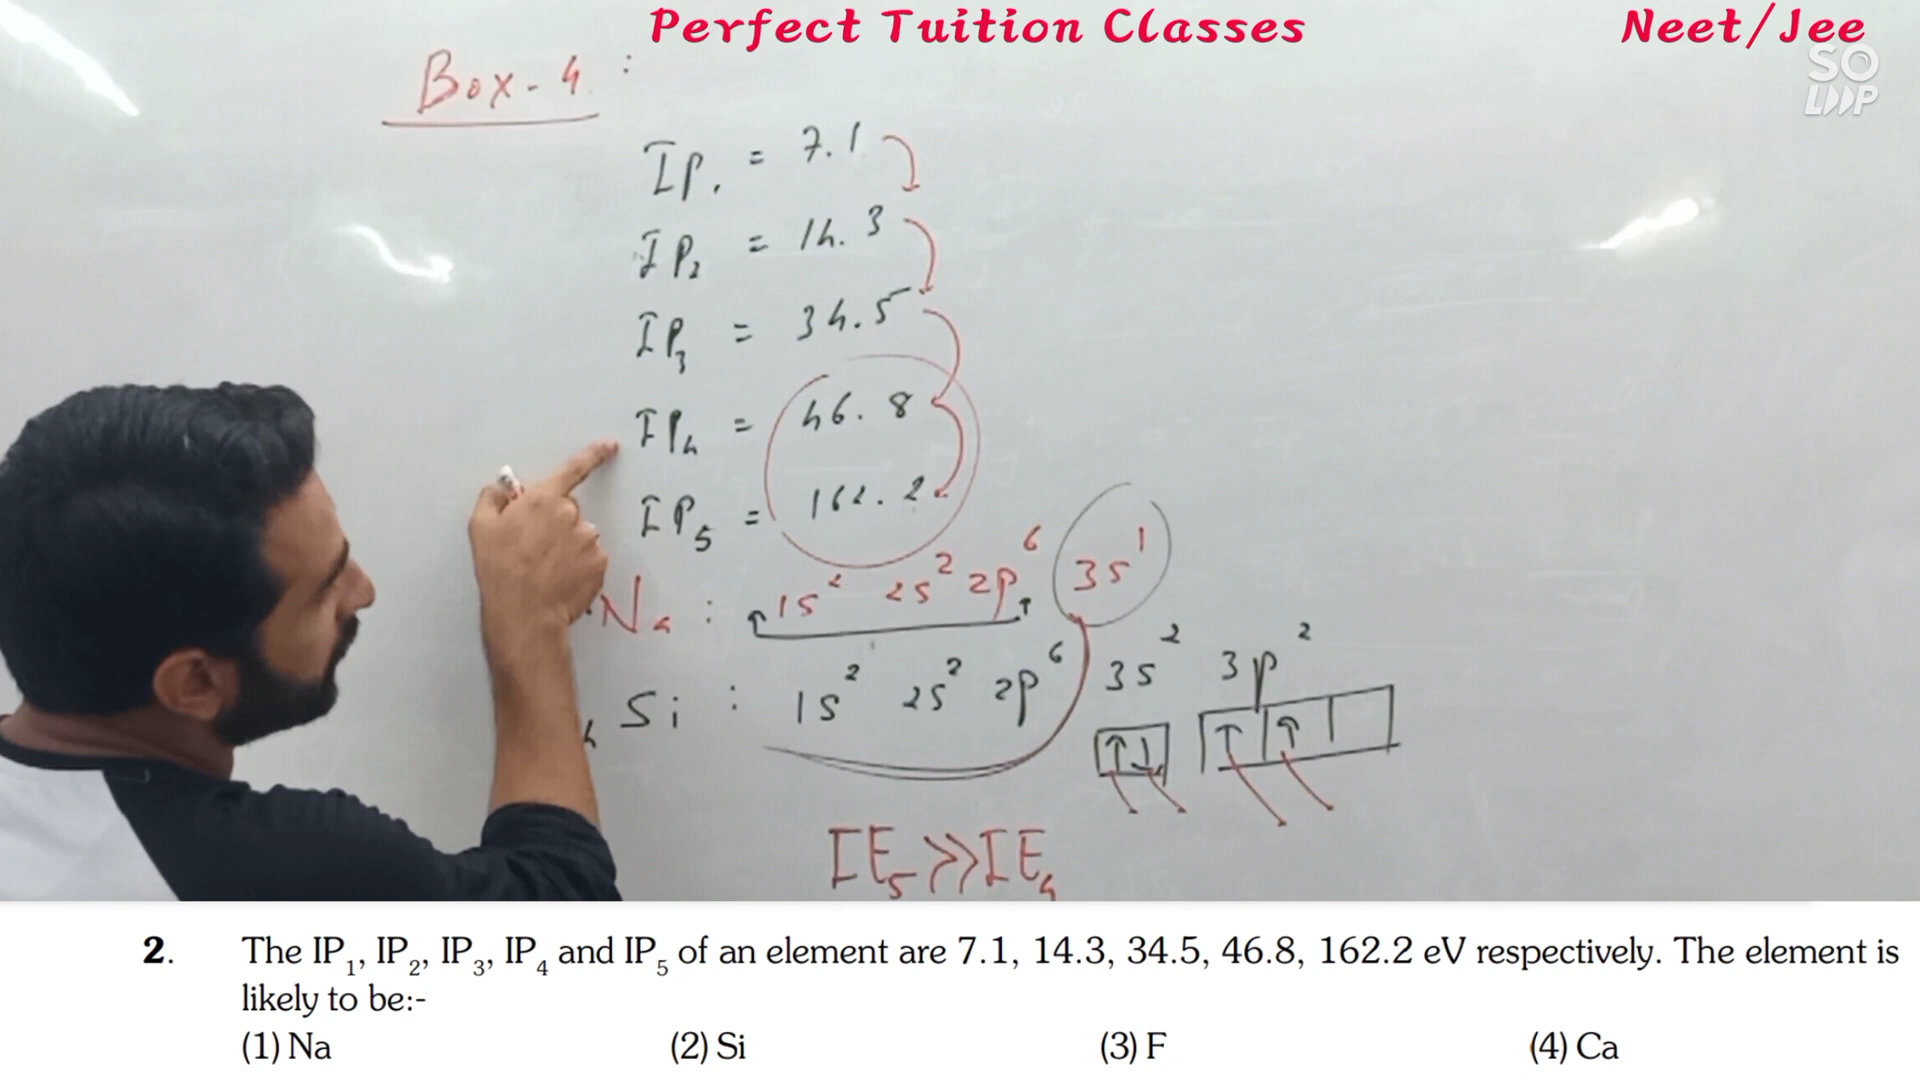 Perfect Tuition Classes
Neet/Jee
SO
LOOP
Box-4 :
IP₁ = 7.1
IP₂ = 14.3
IP₃ = 34.5
IP₄ = 46.8
IP₅ = 162.2
Na : 1s² 2s² 2p⁶ 3s¹
Si : 1s² 2s² 2p⁶ 3s² 3p²
↑↓ ↑ ↑
IE₅ >> IE₄
2. The IP₁, IP₂, IP₃, IP₄ and IP₅ of an element are 7.1, 14.3, 34.5, 46.8, 162.2 eV respectively. The element is
likely to be:-
(1) Na (2) Si (3) F (4) Ca